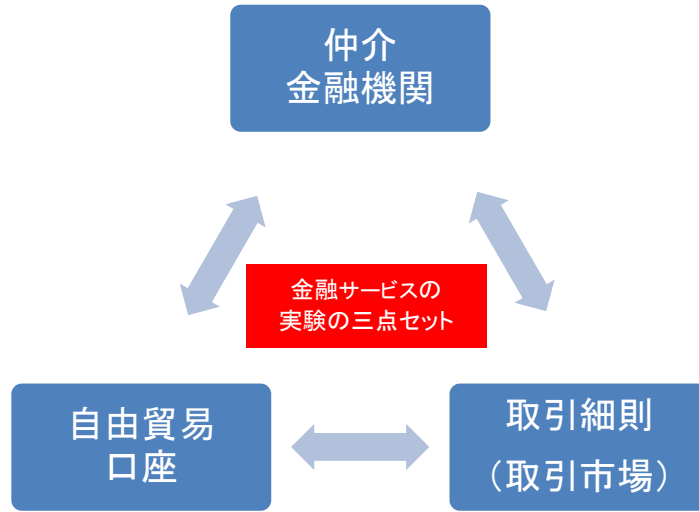 仲介
金融機関
金融サービスの
実験の三点セット
自由貿易
口座
取引細則
（取引市場）